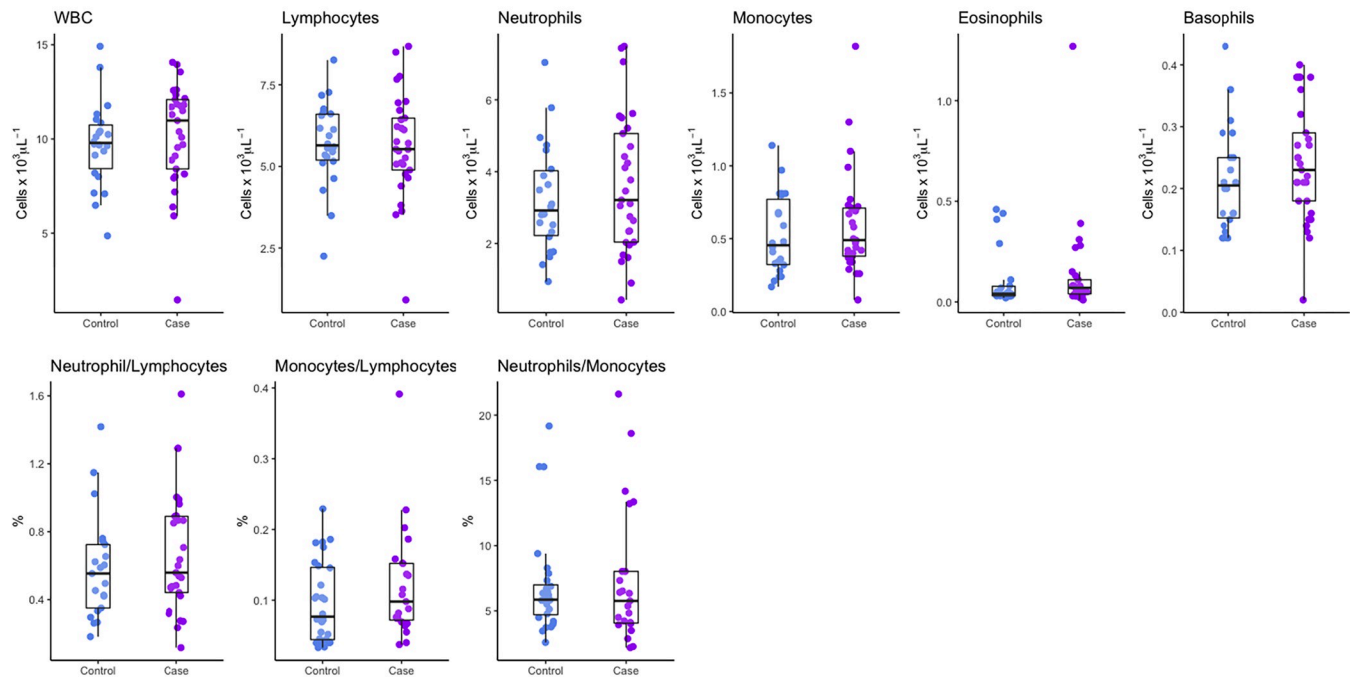 WBC
Lymphocytes
Neutrophils
Monocytes
Eosinophils
Basophils
Cells x 10³μL⁻¹
15
10
5
Control
Case
Cells x 10³μL⁻¹
7.5
5.0
2.5
Control
Case
Cells x 10³μL⁻¹
6
4
2
Control
Case
Cells x 10³μL⁻¹
1.5
1.0
0.5
0.0
Control
Case
Cells x 10³μL⁻¹
1.0
0.5
0.0
Control
Case
Cells x 10³μL⁻¹
0.4
0.3
0.2
0.1
0.0
Control
Case
Neutrophil/Lymphocytes
Monocytes/Lymphocytes
Neutrophils/Monocytes
%
1.6
1.2
0.8
0.4
Control
Case
%
0.4
0.3
0.2
0.1
Control
Case
%
20
15
10
5
Control
Case